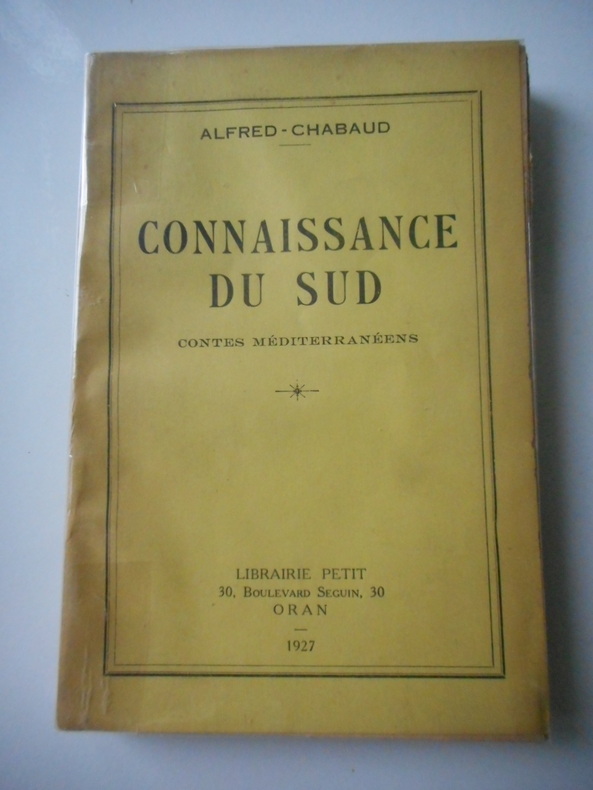 ALFRED-CHABAUD
CONNAISSANCE
DU SUD
CONTES MÉDITERRANÉENS
LIBRAIRIE PETIT
30, BOULEVARD SEGUIN, 30
ORAN
1927